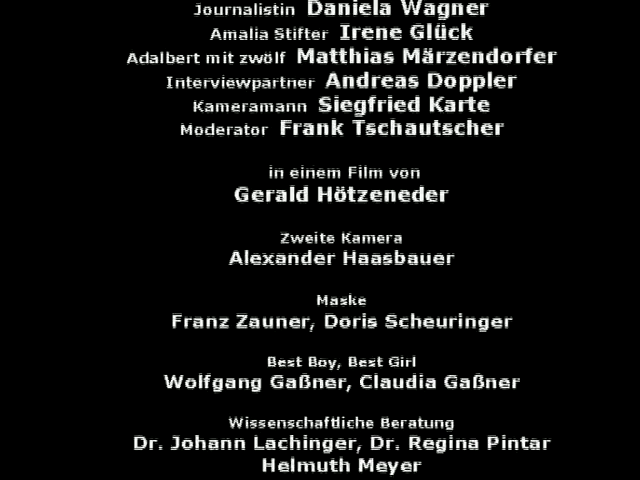 Journalistin Daniela Wagner
Amalia Stifter Irene Glück
Adalbert mit zwölf Matthias Märzendorfer
Interviewpartner Andreas Doppler
Kameramann Siegfried Karte
Moderator Frank Tschautscher
in einem Film von
Gerald Hötzeneder
Zweite Kamera
Alexander Haasbauer
Maske
Franz Zauner, Doris Scheuringer
Best Boy, Best Girl
Wolfgang Gaßner, Claudia Gaßner
Wissenschaftliche Beratung
Dr. Johann Lachinger, Dr. Regina Pintar
Helmuth Meyer